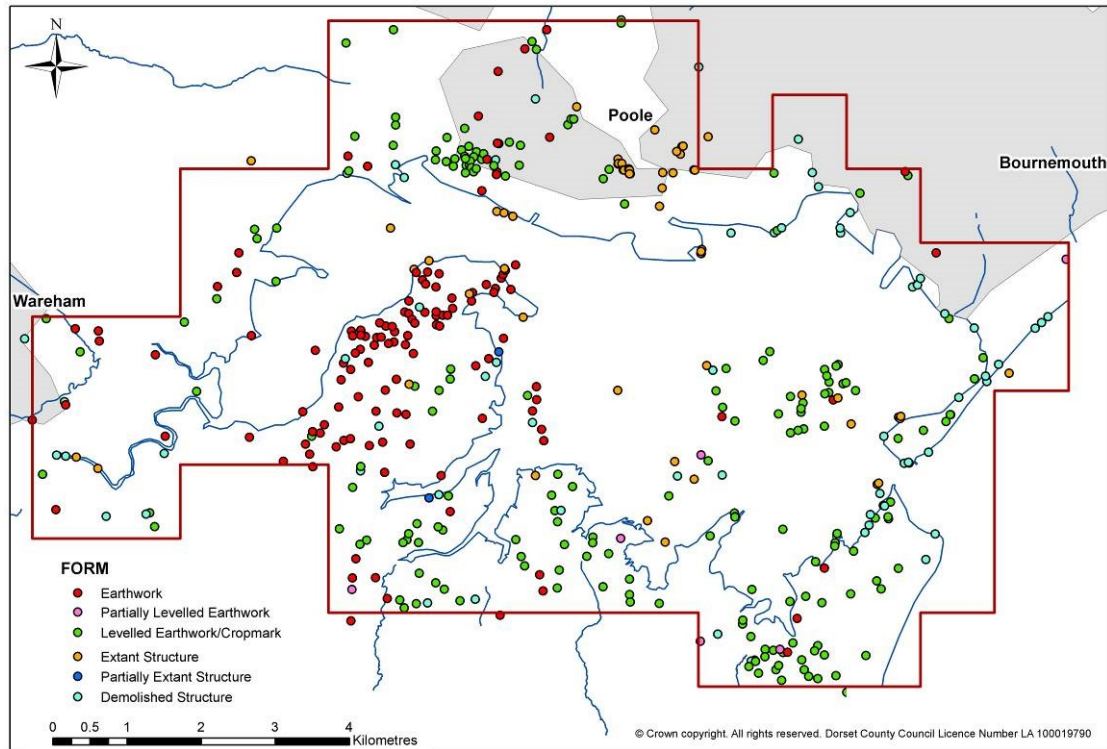 N
Poole
Bournemouth
Wareham
FORM
Earthwork
Partially Levelled Earthwork
Levelled Earthwork/Cropmark
Extant Structure
Partially Extant Structure
Demolished Structure
0 0.5 1 2 3 4
Kilometres
© Crown copyright. All rights reserved. Dorset County Council Licence Number LA 100019790